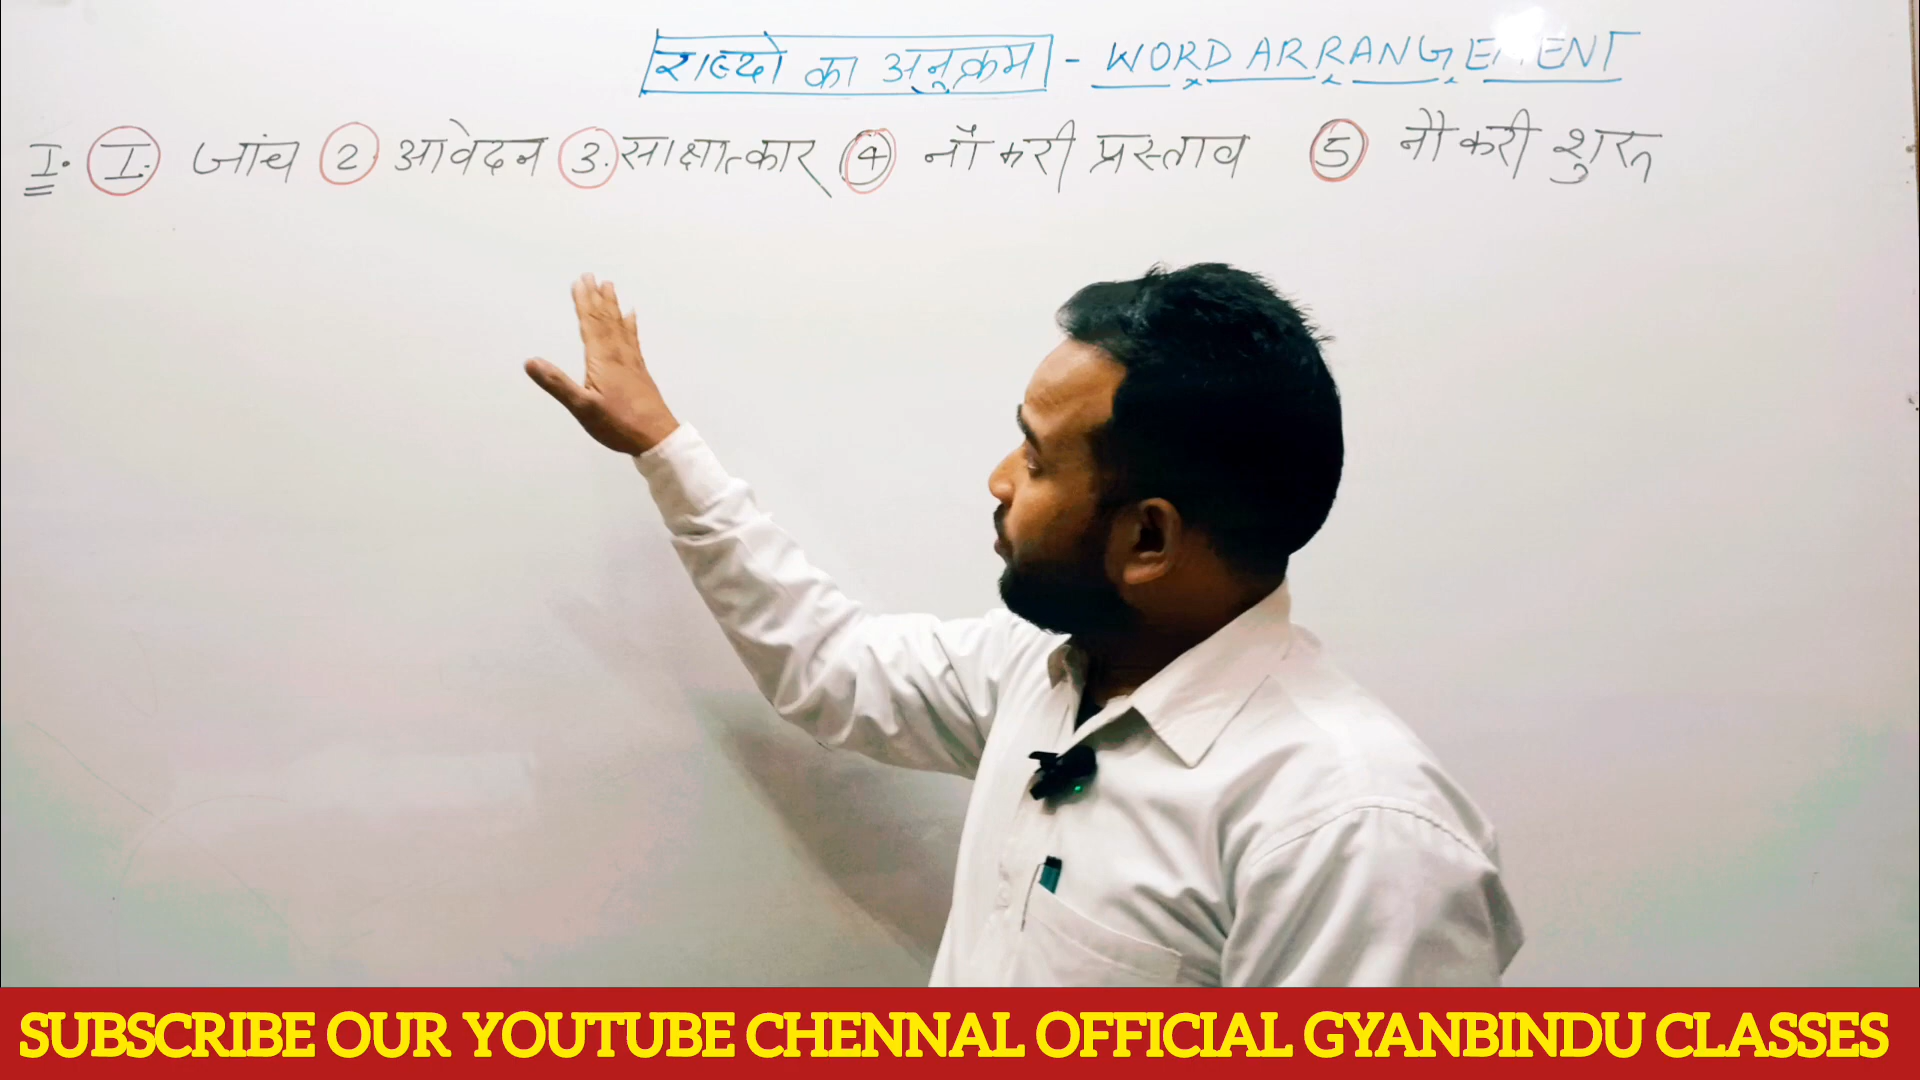 शब्दो का अनुक्रम - WORD ARRANGEMENT
I. I. जांच 2 आवेदन 3. साक्षात्कार 4 नौकरी प्रस्ताव 5 नौकरी शुरू
SUBSCRIBE OUR YOUTUBE CHENNAL OFFICIAL GYANBINDU CLASSES